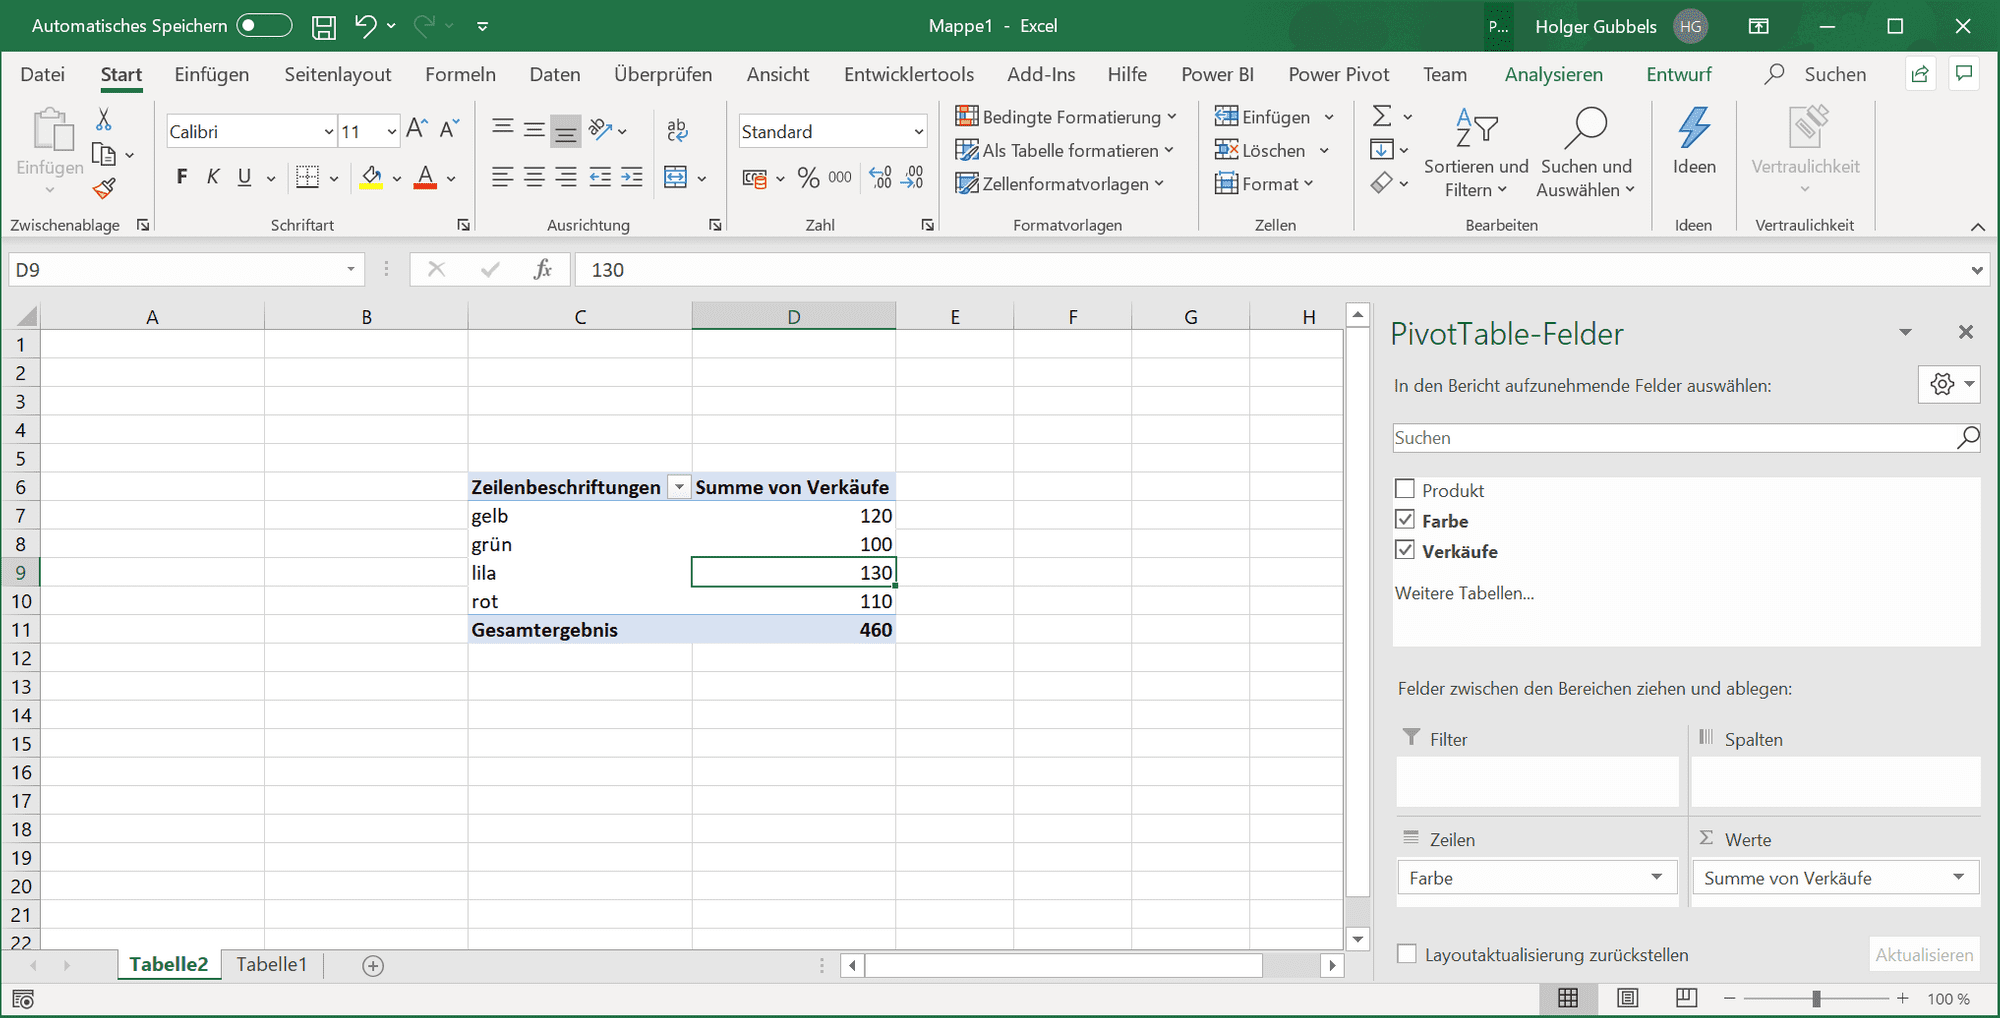 Automatisches Speichern
Mappe1 - Excel
P...
Holger Gubbels
HG
Datei Start Einfügen Seitenlayout Formeln Daten Überprüfen Ansicht Entwicklertools Add-Ins Hilfe Power BI Power Pivot Team Analysieren Entwurf Suchen
Einfügen
Zwischenablage
Calibri 11
F K U
Schriftart
ab
Ausrichtung
Standard
% 000
Zahl
Bedingte Formatierung
Als Tabelle formatieren
Zellenformatvorlagen
Formatvorlagen
Einfügen
Löschen
Format
Zellen
Sortieren und
Filtern
Suchen und
Auswählen
Bearbeiten
Ideen
Ideen
Vertraulichkeit
Vertraulichkeit
D9
fx
130
A B C D E F G H
1
2
3
4
5
6 Zeilenbeschriftungen Summe von Verkäufe
7 gelb 120
8 grün 100
9 lila 130
10 rot 110
11 Gesamtergebnis 460
12
13
14
15
16
17
18
19
20
21
22
PivotTable-Felder
In den Bericht aufzunehmende Felder auswählen:
Suchen
Produkt
Farbe
Verkäufe
Weitere Tabellen...
Felder zwischen den Bereichen ziehen und ablegen:
Filter
Spalten
Zeilen
Σ Werte
Farbe
Summe von Verkäufe
Layoutaktualisierung zurückstellen
Aktualisieren
Tabelle2 Tabelle1
100 %